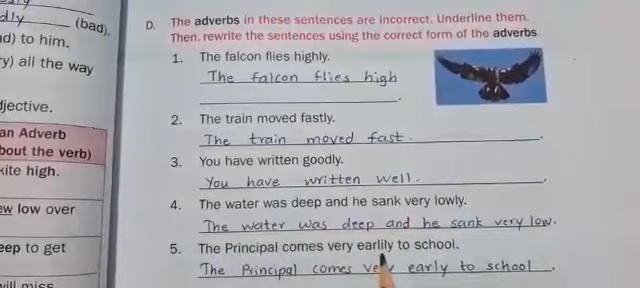 dly (bad).
D. The adverbs in these sentences are incorrect. Underline them.
d) to him.
Then, rewrite the sentences using the correct form of the adverbs.
y) all the way
1. The falcon flies highly.
The falcon flies high
.
jective.
2. The train moved fastly.
an Adverb
The train moved fast.
bout the verb)
3. You have written goodly.
kite high.
You have written well.
4. The water was deep and he sank very lowly.
ew low over
The water was deep and he sank very low.
5. The Principal comes very earlily to school.
eep to get
The Principal comes very early to school.
will miss